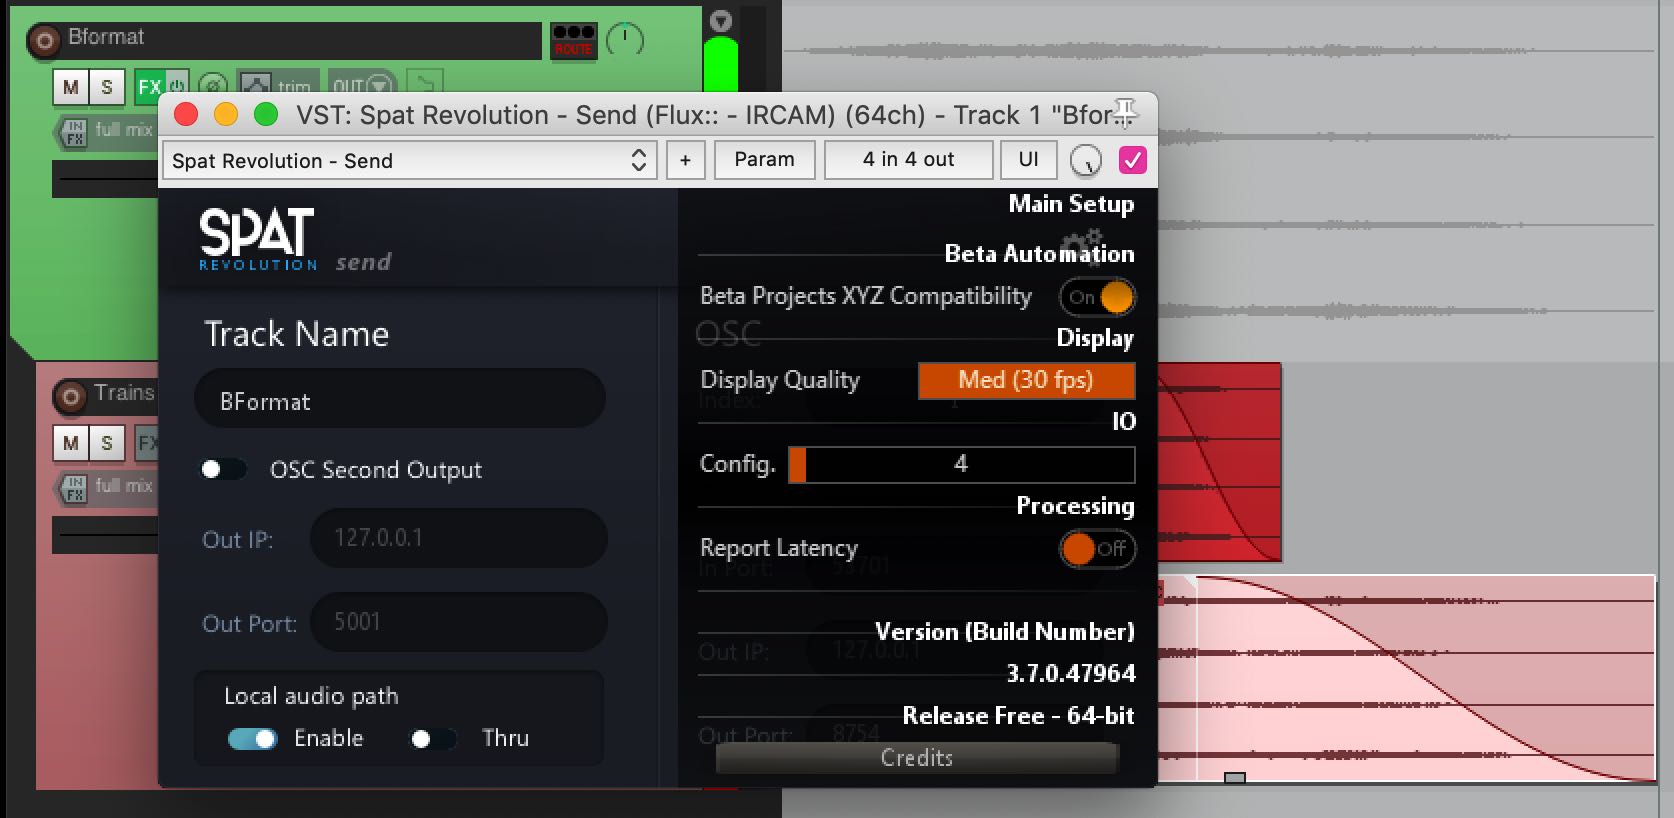 Bformat
ROUTE
M S FX trim OUT
IN FX full mix
VST: Spat Revolution - Send (Flux:: - IRCAM) (64ch) - Track 1 "Bfor...
Spat Revolution - Send + Param 4 in 4 out UI
SPAT
REVOLUTION send
Main Setup
Beta Automation
Beta Projects XYZ Compatibility On
Track Name
OSC
Display
BFormat
Display Quality Med (30 fps)
Index: 1
IO
OSC Second Output
Config. 4
Processing
Out IP: 127.0.0.1
Report Latency Off
In Port: 53701
Out Port: 5001
Version (Build Number)
Out IP: 127.0.0.1
3.7.0.47964
Local audio path
Release Free - 64-bit
Out Port: 8754
Enable Thru
Credits
Trains
M S FX
IN FX full mix